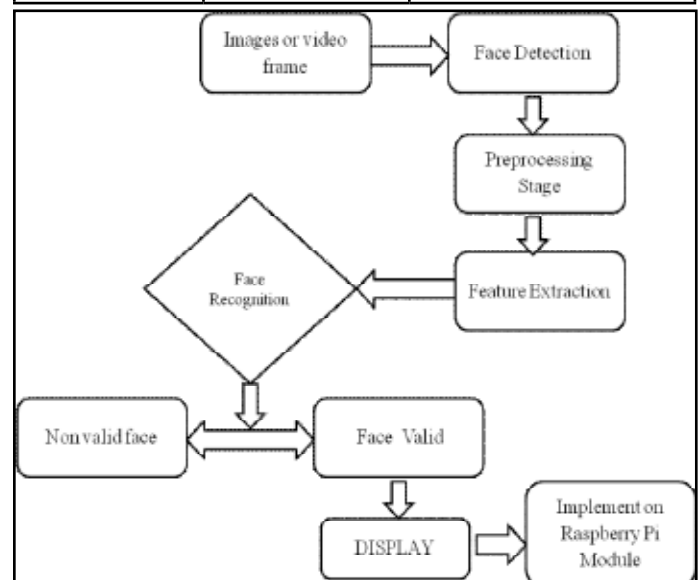 Images or video
frame
Face Detection
Preprocessing
Stage
Feature Extraction
Face
Recognition
Non valid face
Face Valid
DISPLAY
Implement on
Raspberry Pi
Module